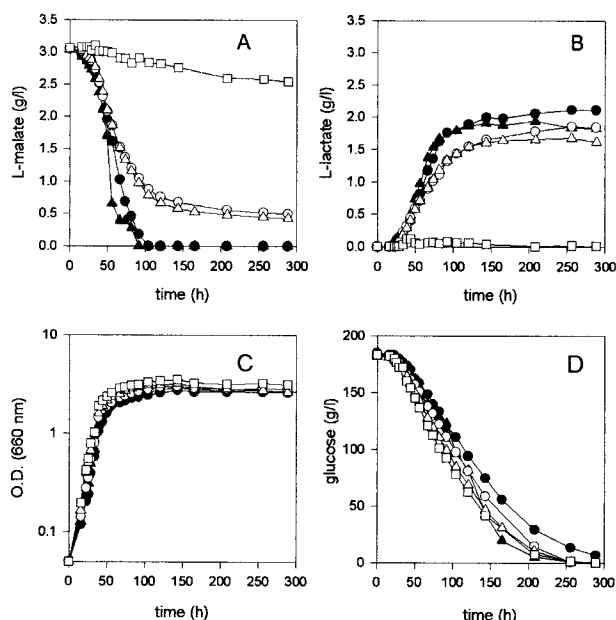 A
L-malate (g/l)
3.5
3.0
2.5
2.0
1.5
1.0
0.5
0.0
0 50 100 150 200 250 300
time (h)
B
L-lactate (g/l)
3.5
3.0
2.5
2.0
1.5
1.0
0.5
0.0
0 50 100 150 200 250 300
time (h)
C
O.D. (660 nm)
10
1
0.1
0 50 100 150 200 250 300
time (h)
D
glucose (g/l)
200
150
100
50
0
0 50 100 150 200 250 300
time (h)